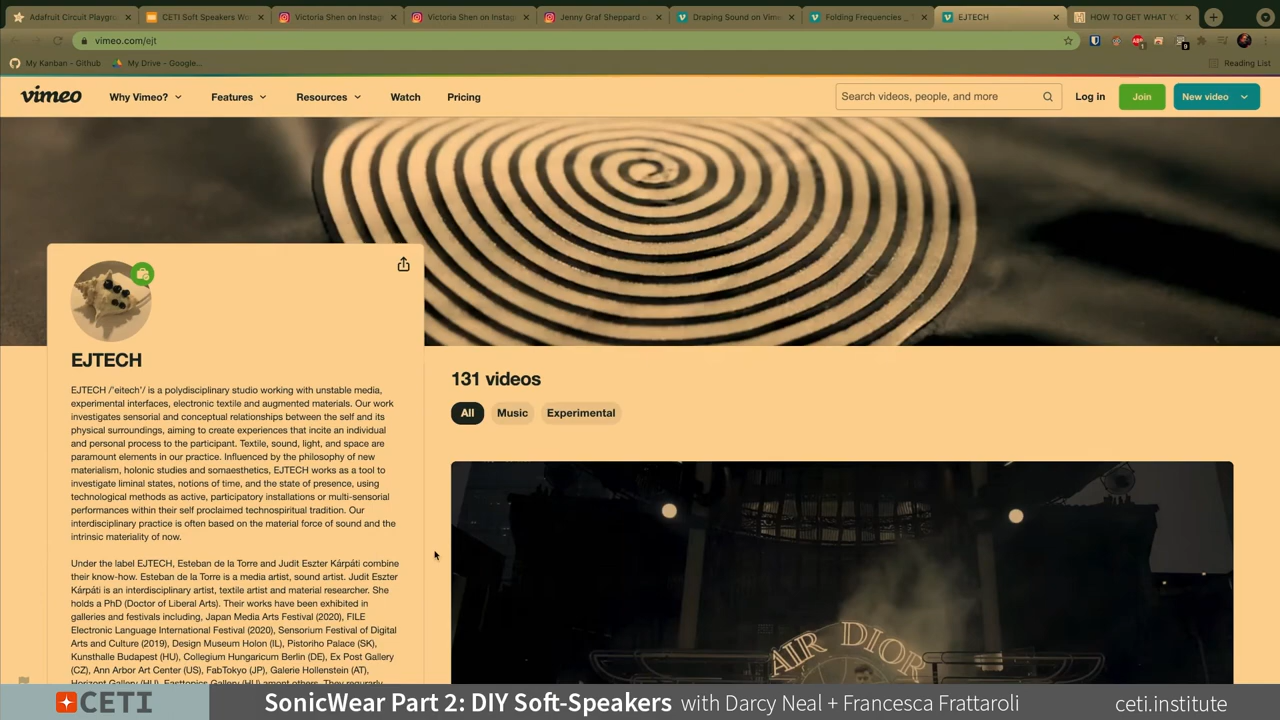 Adafruit Circuit Playgro
CETI Soft Speakers Wo
Victoria Shen on Instag
Victoria Shen on Instag
Jenny Graf Sheppard
Draping Sound on Vime
Folding Frequencies _
EJTECH
HOW TO GET WHAT Y
vimeo.com/ejt
My Kanban - Github
My Drive - Google...
Reading List
vimeo
Why Vimeo?
Features
Resources
Watch
Pricing
Search videos, people, and more
Log in
Join
New video
EJTECH
EJTECH /'eitech'/ is a polydisciplinary studio working with unstable media,
experimental interfaces, electronic textile and augmented materials. Our work
investigates sensorial and conceptual relationships between the self and its
physical surroundings, aiming to create experiences that incite an individual
and personal process to the participant. Textile, sound, light, and space are
paramount elements in our practice. Influenced by the philosophy of new
materialism, holonic studies and somaesthetics, EJTECH works as a tool to
investigate liminal states, notions of time, and the state of presence, using
technological methods as active, participatory installations or multi-sensorial
performances within their self proclaimed technospiritual tradition. Our
interdisciplinary practice is often based on the material force of sound and the
intrinsic materiality of now.
Under the label EJTECH, Esteban de la Torre and Judit Eszter Kárpáti combine
their know-how. Esteban de la Torre is a media artist, sound artist. Judit Eszter
Kárpáti is an interdisciplinary artist, textile artist and material researcher. She
holds a PhD (Doctor of Liberal Arts). Their works have been exhibited in
galleries and festivals including, Japan Media Arts Festival (2020), FILE
Electronic Language International Festival (2020), Sensorium Festival of Digital
Arts and Culture (2019), Design Museum Holon (IL), Pistoriho Palace (SK),
Kunsthalle Budapest (HU), Collegium Hungaricum Berlin (DE), Ex Post Gallery
(CZ), Ann Arbor Art Center (US), FabTokyo (JP), Galerie Hollenstein (AT),
Horizont Gallery (HU), Easttopics Gallery (HU) among others. They regurarly
131 videos
All
Music
Experimental
AIR DIOR
CETI
SonicWear Part 2: DIY Soft-Speakers with Darcy Neal + Francesca Frattaroli
ceti.institute